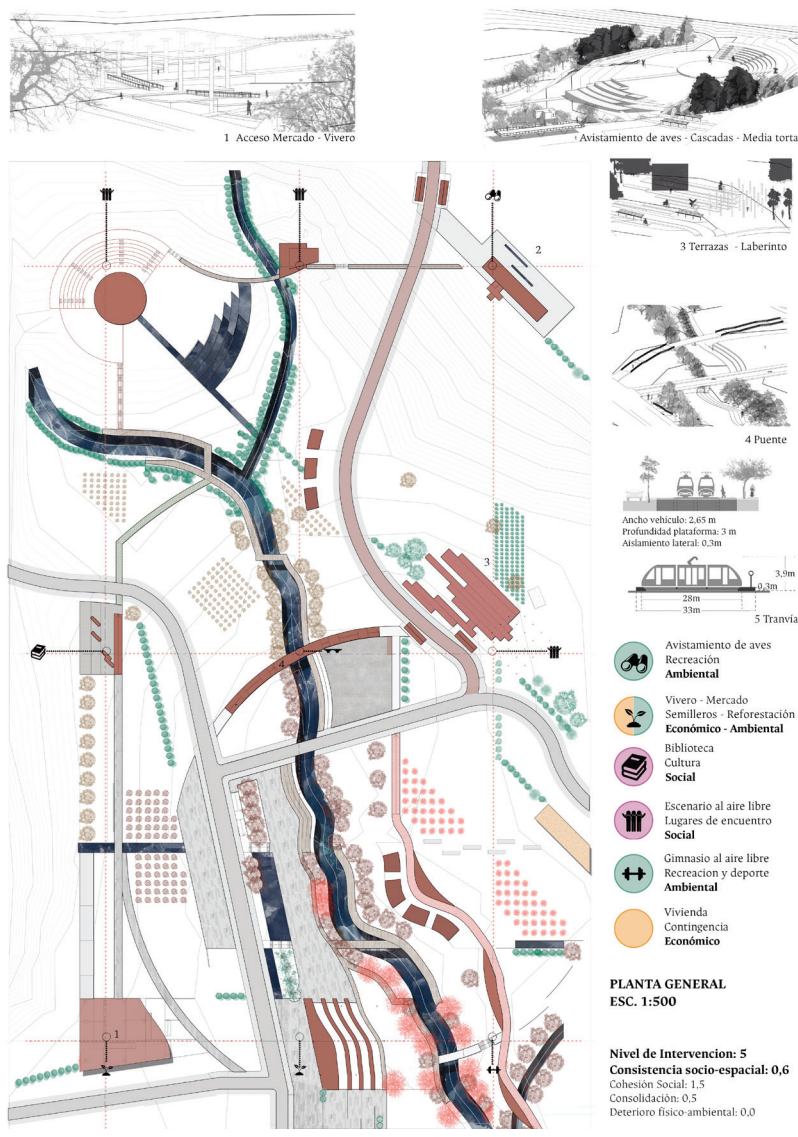 1 Acceso Mercado - Vivero
Avistamiento de aves - Cascadas - Media torta
2
3 Terrazas - Laberinto
4 Puente
3
4
1
Ancho vehículo: 2,65 m
Profundidad plataforma: 3 m
Aislamiento lateral: 0,3m
3,9m
0,3m
28m
33m
5 Tranvía
Avistamiento de aves
Recreación
Ambiental
Vivero - Mercado
Semilleros - Reforestación
Económico - Ambiental
Biblioteca
Cultura
Social
Escenario al aire libre
Lugares de encuentro
Social
Gimnasio al aire libre
Recreacion y deporte
Ambiental
Vivienda
Contingencia
Económico
PLANTA GENERAL
ESC. 1:500
Nivel de Intervencion: 5
Consistencia socio-espacial: 0,6
Cohesión Social: 1,5
Consolidación: 0,5
Deterioro físico-ambiental: 0,0